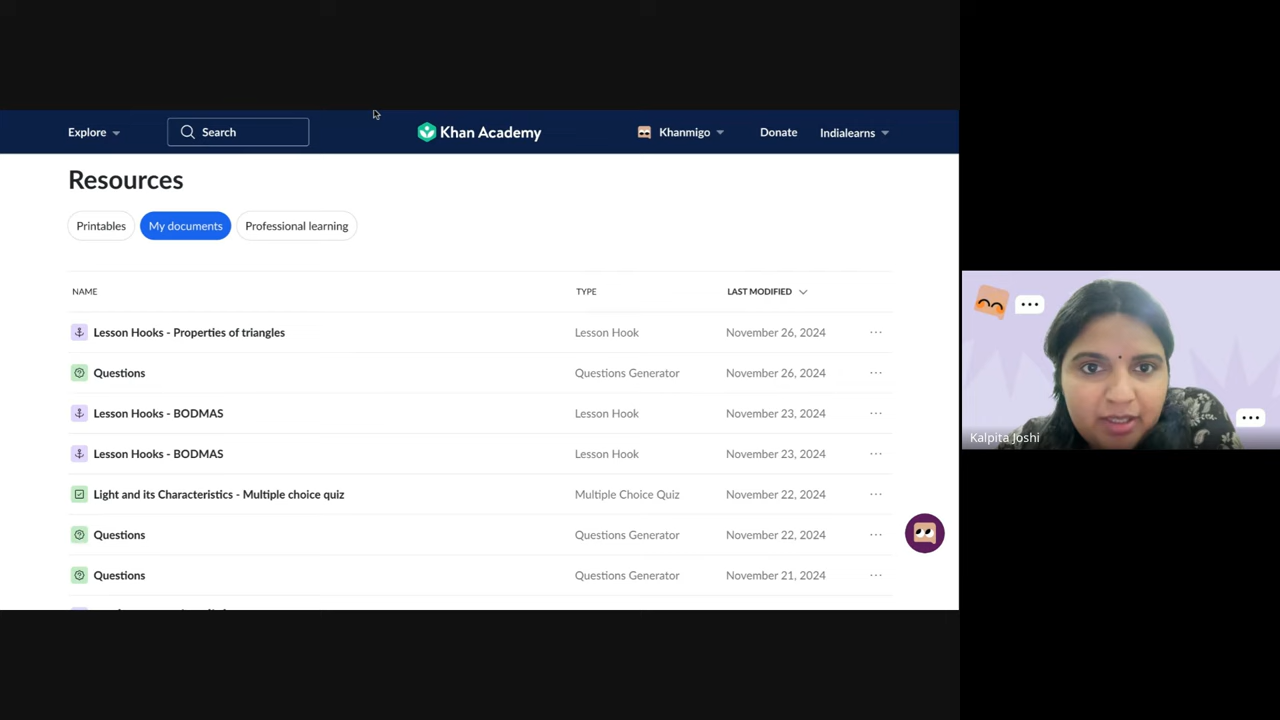 Explore Search Khan Academy Khanmigo Donate Indialearns
Resources
Printables My documents Professional learning
NAME TYPE LAST MODIFIED
Lesson Hooks - Properties of triangles Lesson Hook November 26, 2024
Questions Questions Generator November 26, 2024
Lesson Hooks - BODMAS Lesson Hook November 23, 2024
Lesson Hooks - BODMAS Lesson Hook November 23, 2024
Light and its Characteristics - Multiple choice quiz Multiple Choice Quiz November 22, 2024
Questions Questions Generator November 22, 2024
Questions Questions Generator November 21, 2024
Kalpita Joshi